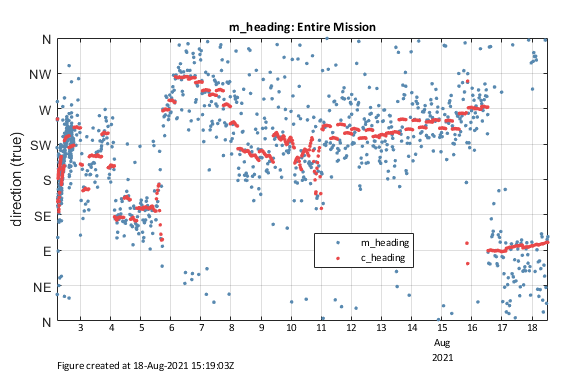 m_heading: Entire Mission
direction (true)
N
NW
W
SW
S
SE
E
NE
N
m_heading
c_heading
3 4 5 6 7 8 9 10 11 12 13 14 15 16 17 18
Aug
2021
Figure created at 18-Aug-2021 15:19:03Z